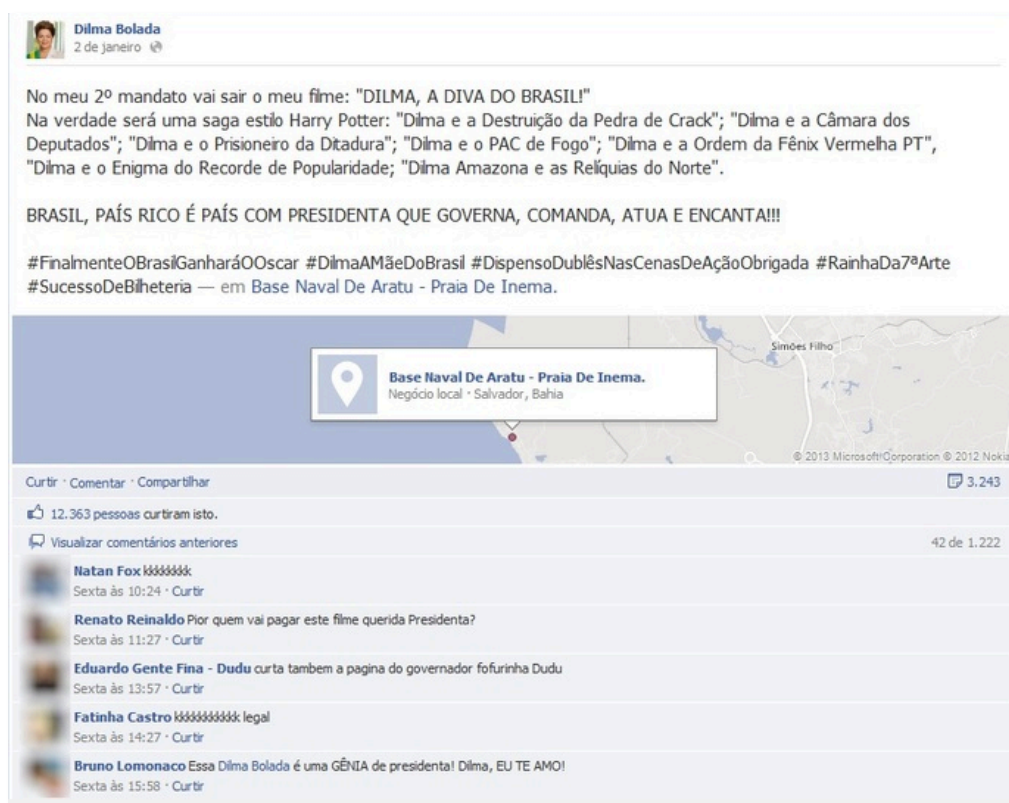 Dilma Bolada
2 de janeiro
No meu 2º mandato vai sair o meu filme: "DILMA, A DIVA DO BRASIL!"
Na verdade será uma saga estilo Harry Potter: "Dilma e a Destruição da Pedra de Crack"; "Dilma e a Câmara dos
Deputados"; "Dilma e o Prisioneiro da Ditadura"; "Dilma e o PAC de Fogo"; "Dilma e a Ordem da Fênix Vermelha PT",
"Dilma e o Enigma do Recorde de Popularidade; "Dilma Amazona e as Relíquias do Norte".
BRASIL, PAÍS RICO É PAÍS COM PRESIDENTA QUE GOVERNA, COMANDA, ATUA E ENCANTA!!!
#FinalmenteOBrasilGanharáOOscar #DilmaAMãeDoBrasil #DispensoDublêsNasCenasDeAçãoObrigada #RainhaDa7ªArte
#SucessoDeBilheteria — em Base Naval De Aratu - Praia De Inema.
Simões Filho
Base Naval De Aratu - Praia De Inema.
Negócio local · Salvador, Bahia
© 2013 Microsoft Corporation © 2012 Nokia
Curtir · Comentar · Compartilhar 3.243
12.363 pessoas curtiram isto.
Visualizar comentários anteriores 42 de 1.222
Natan Fox kkkkkkkk
Sexta às 10:24 · Curtir
Renato Reinaldo Pior quem vai pagar este filme querida Presidenta?
Sexta às 11:27 · Curtir
Eduardo Gente Fina - Dudu curta tambem a pagina do governador fofurinha Dudu
Sexta às 13:57 · Curtir
Fatinha Castro kkkkkkkkkkk legal
Sexta às 14:27 · Curtir
Bruno Lomonaco Essa Dilma Bolada é uma GÊNIA de presidenta! Dilma, EU TE AMO!
Sexta às 15:58 · Curtir